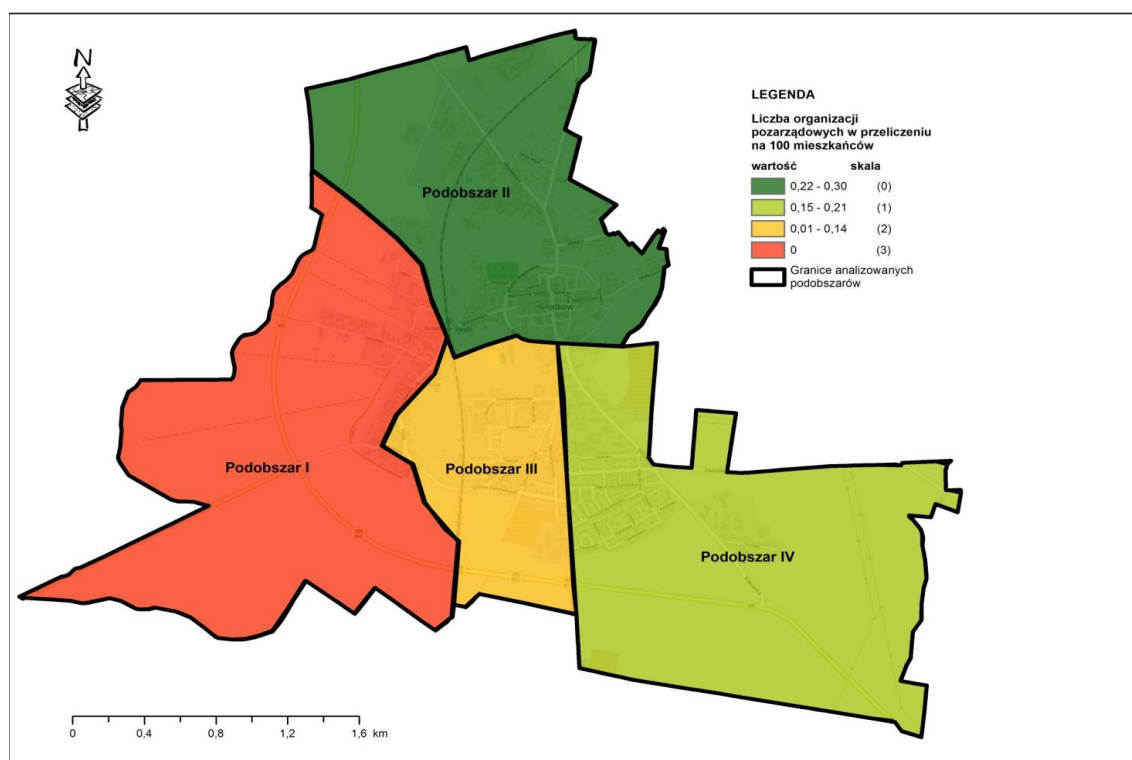 N
LEGENDA
Liczba organizacji
pozarządowych w przeliczeniu
na 100 mieszkańców
wartość skala
0,22 - 0,30 (0)
0,15 - 0,21 (1)
0,01 - 0,14 (2)
0 (3)
Granice analizowanych
podobszarów
Podobszar II
Grodków
Podobszar I
Podobszar III
Podobszar IV
0 0,4 0,8 1,2 1,6 km